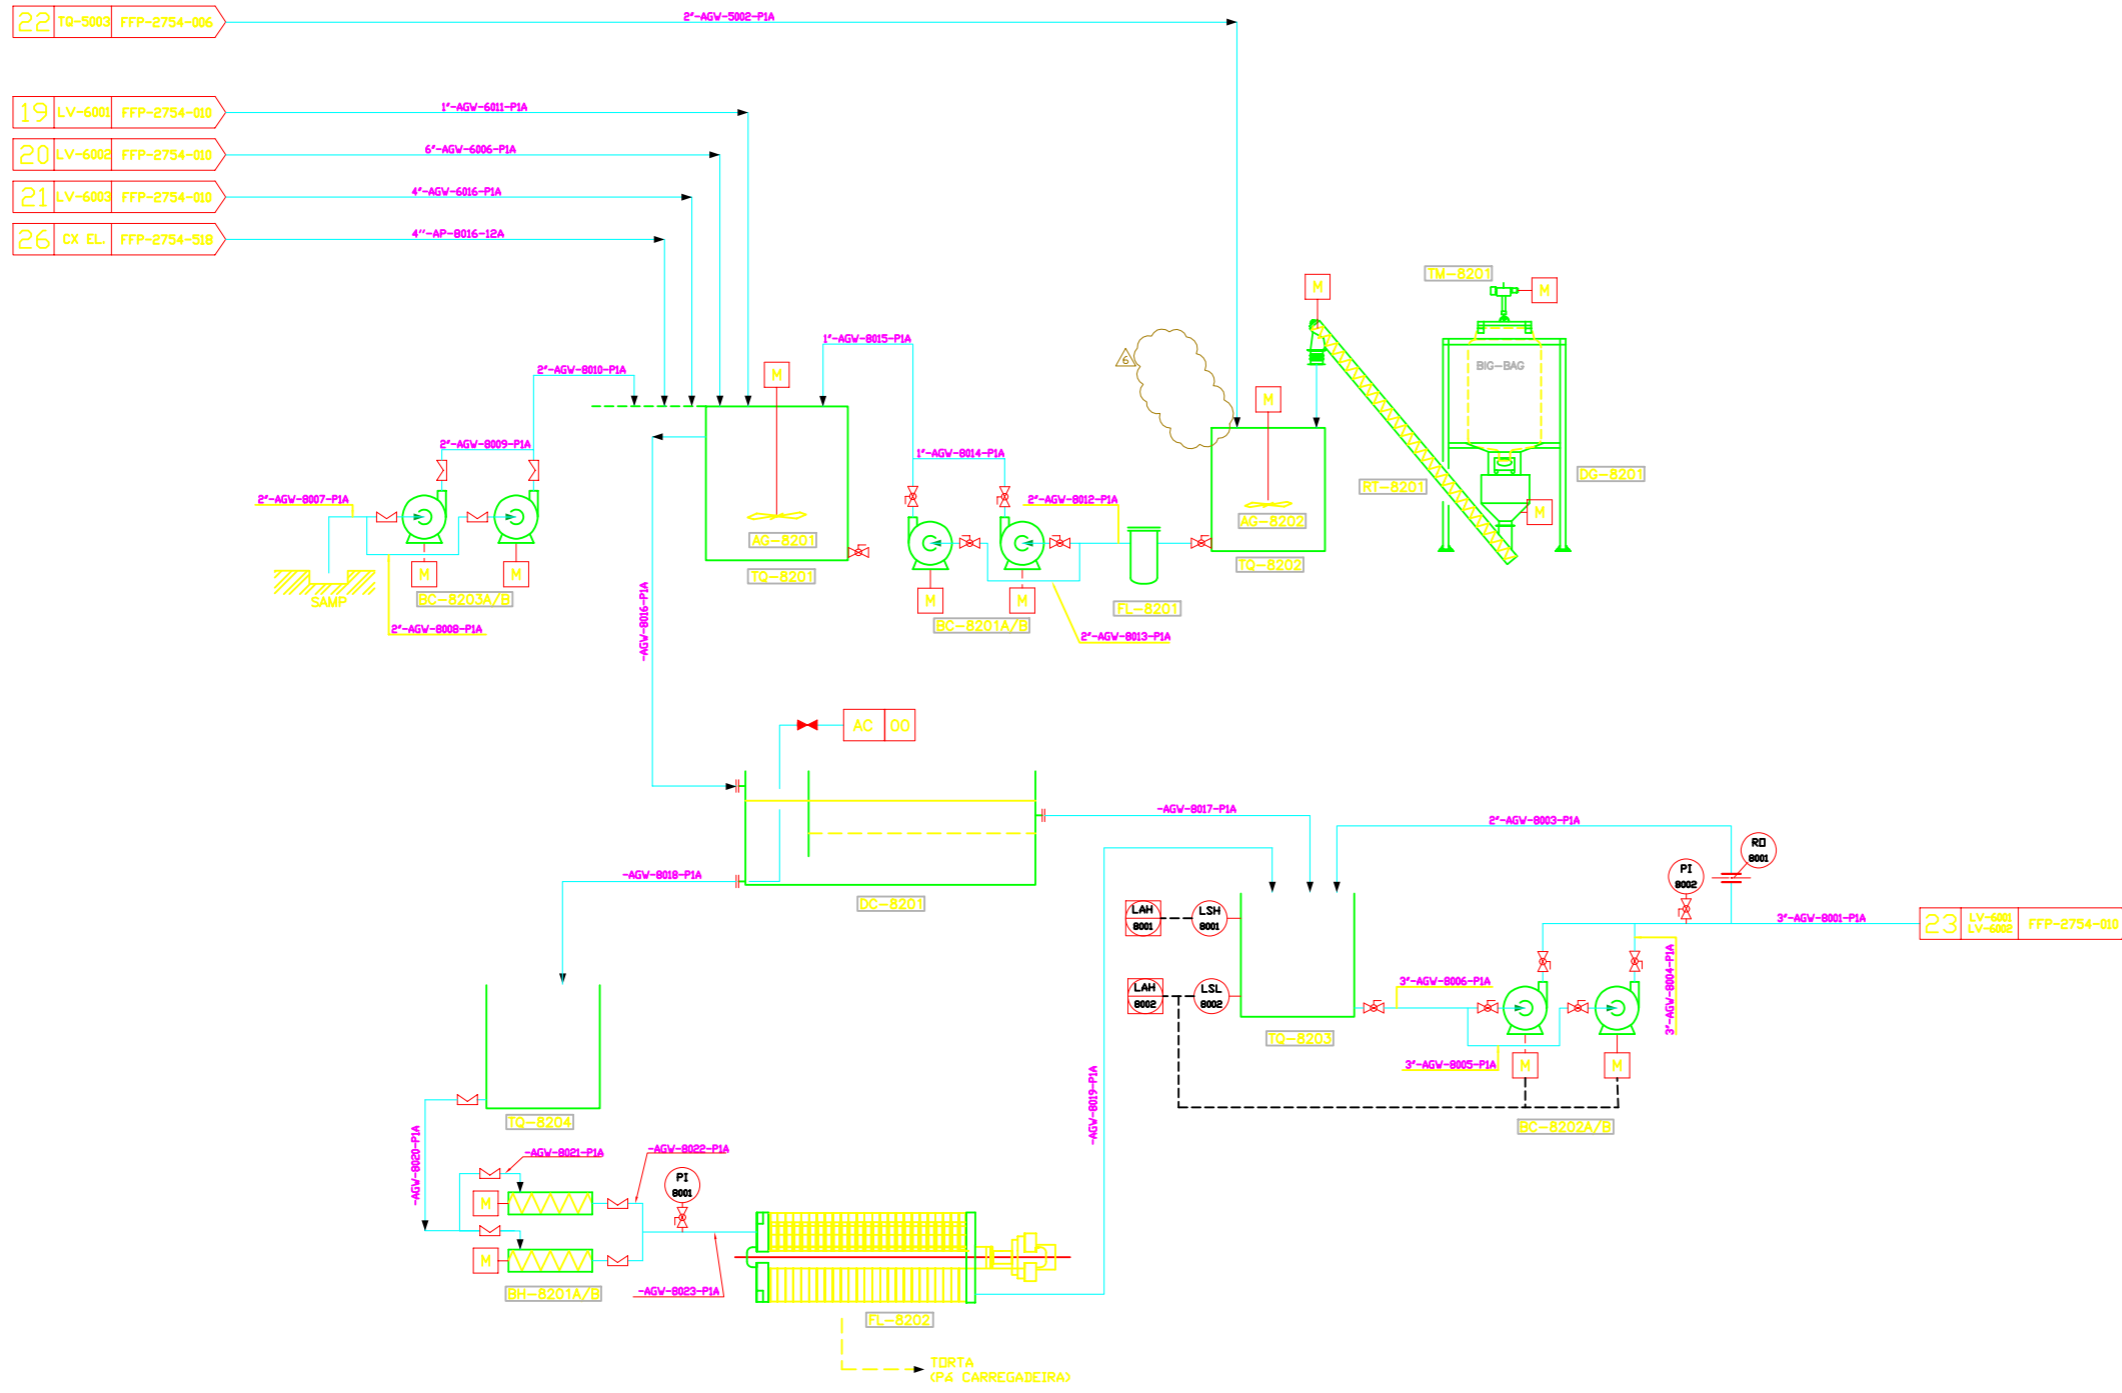 22 TQ-5003 FFP-2754-006
2"-AGW-5002-P1A
19 LV-6001 FFP-2754-010
1"-AGW-6011-P1A
20 LV-6002 FFP-2754-010
6"-AGW-6006-P1A
21 LV-6003 FFP-2754-010
4"-AGW-6016-P1A
26 CX EL. FFP-2754-518
4''-AP-8016-12A
TM-8201
M
M
1"-AGW-8015-P1A
6
BIG-BAG
2"-AGW-8010-P1A
M
M
2"-AGW-8009-P1A
1"-AGW-8014-P1A
DG-8201
RT-8201
2"-AGW-8007-P1A
2"-AGW-8012-P1A
M
AG-8201
AG-8202
TQ-8201
TQ-8202
M
M
SAMP
BC-8203A/B
M
M
FL-8201
2"-AGW-8008-P1A
BC-8201A/B
2"-AGW-8013-P1A
-AGW-8016-P1A
AC 00
-AGW-8017-P1A
2"-AGW-8003-P1A
RO
8001
PI
8002
-AGW-8018-P1A
DC-8201
LAH
8001
LSH
8001
3"-AGW-8001-P1A
23 LV-6001
LV-6002
FFP-2754-010
3"-AGW-8004-P1A
LAH
8002
LSL
8002
3"-AGW-8006-P1A
TQ-8203
3"-AGW-8005-P1A
M
M
BC-8202A/B
-AGW-8019-P1A
TQ-8204
-AGW-8020-P1A
-AGW-8021-P1A
-AGW-8022-P1A
PI
8001
M
M
BH-8201A/B
-AGW-8023-P1A
FL-8202
TORTA
(PÁ CARREGADEIRA)